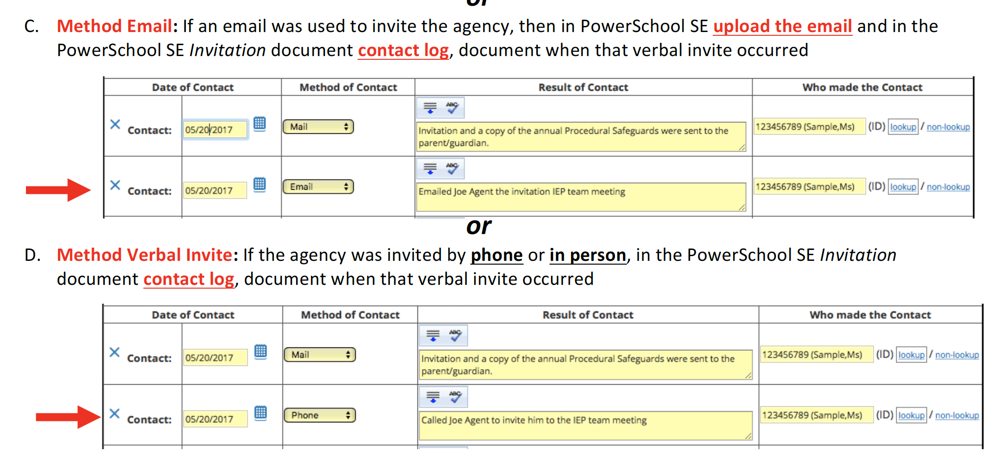 or
C. Method Email: If an email was used to invite the agency, then in PowerSchool SE upload the email and in the
PowerSchool SE Invitation document contact log, document when that verbal invite occurred
Date of Contact Method of Contact Result of Contact Who made the Contact
ABC
Contact: 05/20/2017 Mail Invitation and a copy of the annual Procedural Safeguards were sent to the 123456789 (Sample,Ms) (ID) lookup / non-lookup
parent/guardian.
ABC
Contact: 05/20/2017 Email Emailed Joe Agent the invitation IEP team meeting 123456789 (Sample,Ms) (ID) lookup / non-lookup
or
D. Method Verbal Invite: If the agency was invited by phone or in person, in the PowerSchool SE Invitation
document contact log, document when that verbal invite occurred
Date of Contact Method of Contact Result of Contact Who made the Contact
ABC
Contact: 05/20/2017 Mail Invitation and a copy of the annual Procedural Safeguards were sent to the 123456789 (Sample,Ms) (ID) lookup / non-lookup
parent/guardian.
ABC
Contact: 05/20/2017 Phone Called Joe Agent to invite him to the IEP team meeting 123456789 (Sample,Ms) (ID) lookup / non-lookup